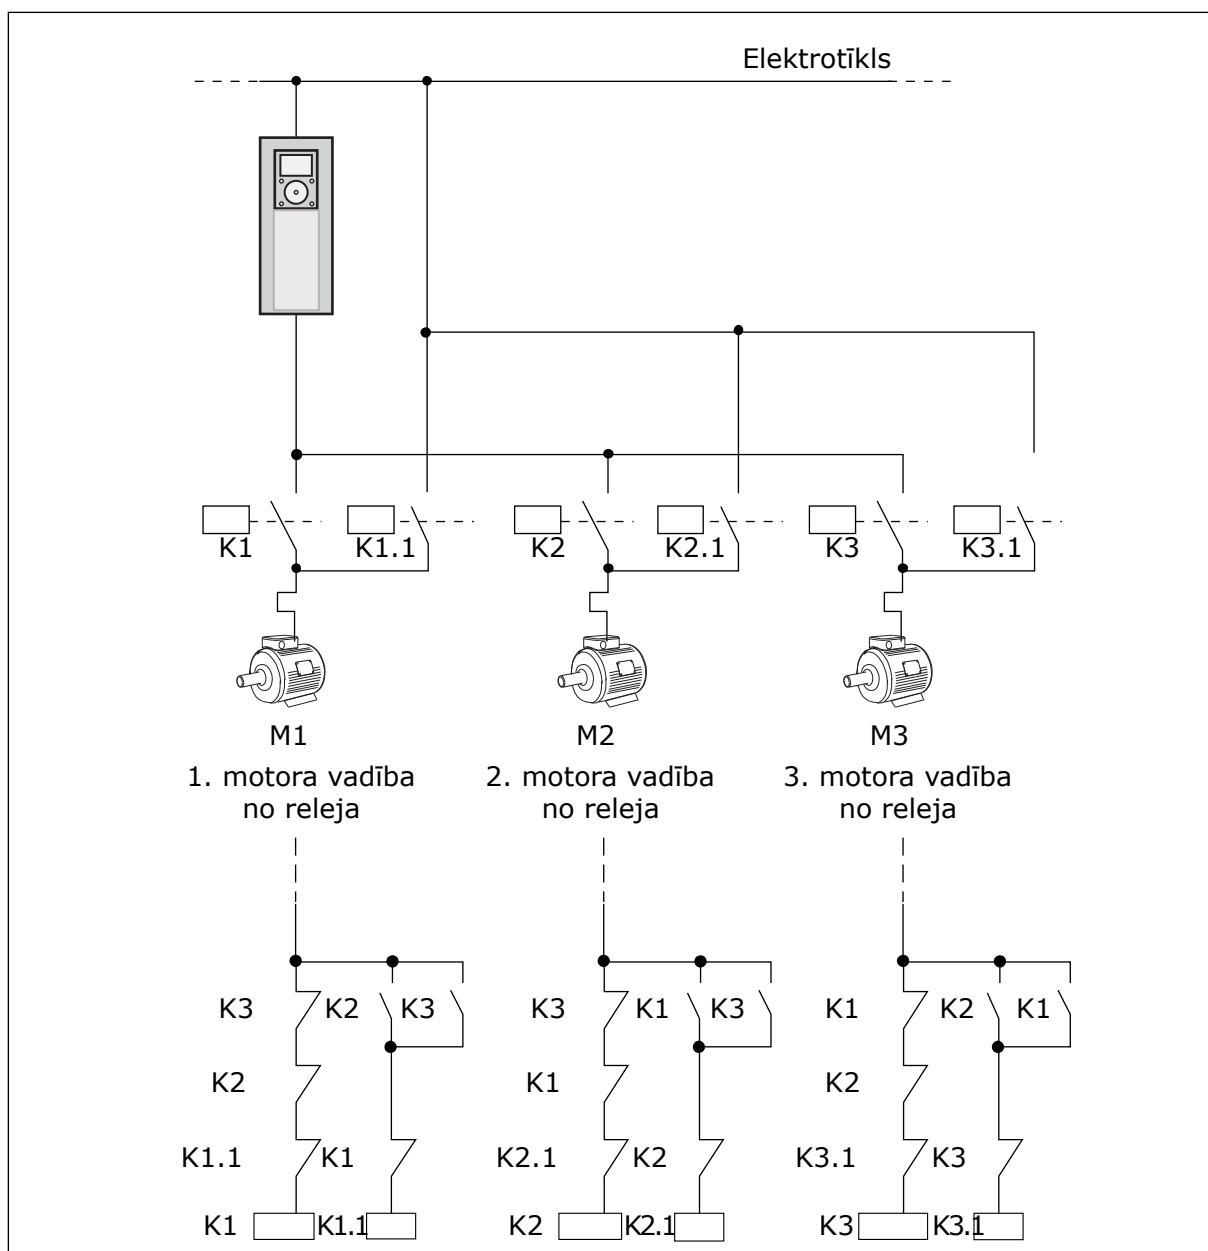 Elektrotīkls
K1 K1.1 K2 K2.1 K3 K3.1
M1 M2 M3
1. motora vadība 2. motora vadība 3. motora vadība
no releja no releja no releja
K3 K2 K3 K3 K1 K3 K1 K2 K1
K2 K1 K2
K1.1 K1 K2.1 K2 K3.1 K3
K1 K1.1 K2 K2.1 K3 K3.1